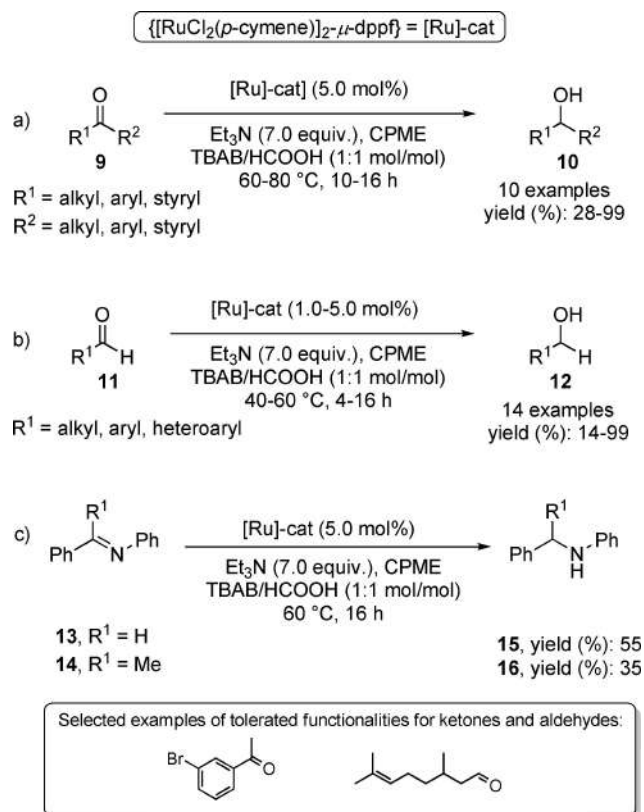 {[RuCl2(p-cymene)]2-μ-dppf} = [Ru]-cat
a)
O
R1 R2
9
[Ru]-cat] (5.0 mol%)
Et3N (7.0 equiv.), CPME
TBAB/HCOOH (1:1 mol/mol)
60-80 °C, 10-16 h
OH
R1 R2
10
R1 = alkyl, aryl, styryl
R2 = alkyl, aryl, styryl
10 examples
yield (%): 28-99
b)
O
R1 H
11
[Ru]-cat (1.0-5.0 mol%)
Et3N (7.0 equiv.), CPME
TBAB/HCOOH (1:1 mol/mol)
40-60 °C, 4-16 h
OH
R1 H
12
R1 = alkyl, aryl, heteroaryl
14 examples
yield (%): 14-99
c)
R1
Ph N Ph
[Ru]-cat (5.0 mol%)
Et3N (7.0 equiv.), CPME
TBAB/HCOOH (1:1 mol/mol)
60 °C, 16 h
R1
Ph N Ph
H
13, R1 = H
14, R1 = Me
15, yield (%): 55
16, yield (%): 35
Selected examples of tolerated functionalities for ketones and aldehydes:
Br O
O